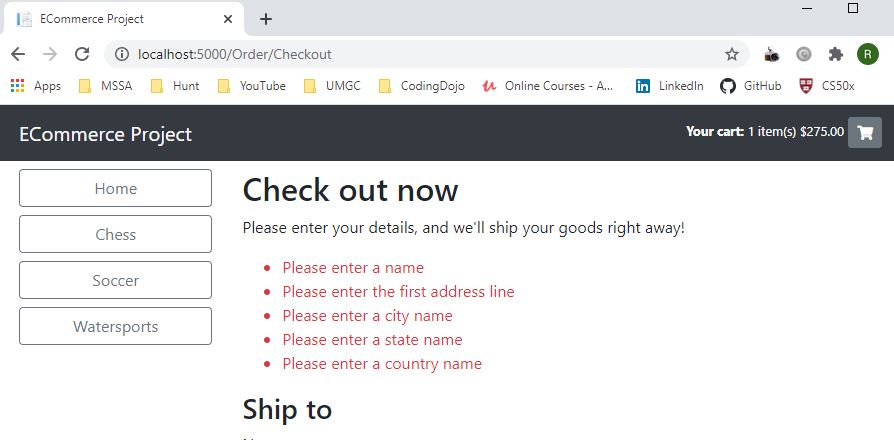 ECommerce Project
localhost:5000/Order/Checkout
R
Apps MSSA Hunt YouTube UMGC CodingDojo Online Courses - A... LinkedIn GitHub CS50x
ECommerce Project Your cart: 1 item(s) $275.00
Home
Chess
Soccer
Watersports
Check out now
Please enter your details, and we'll ship your goods right away!
Please enter a name
Please enter the first address line
Please enter a city name
Please enter a state name
Please enter a country name
Ship to